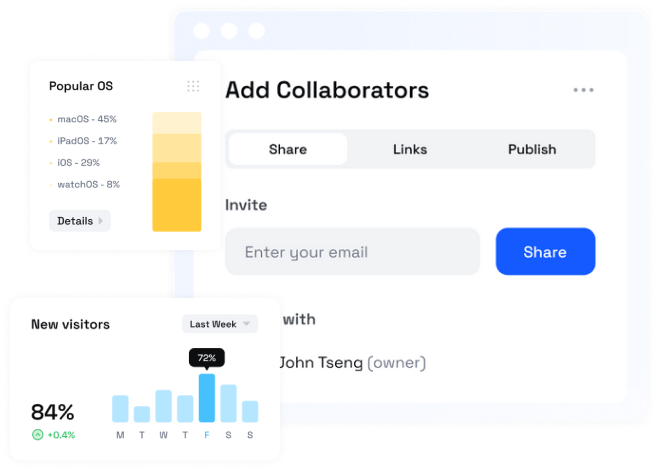 Add Collaborators
Share
Links
Publish
Invite
Enter your email
Share
with
John Tseng (owner)
Popular OS
macOS - 45%
iPadOS - 17%
iOS - 29%
watchOS - 8%
Details
New visitors
Last Week
72%
84%
+0.4%
M T W T F S S